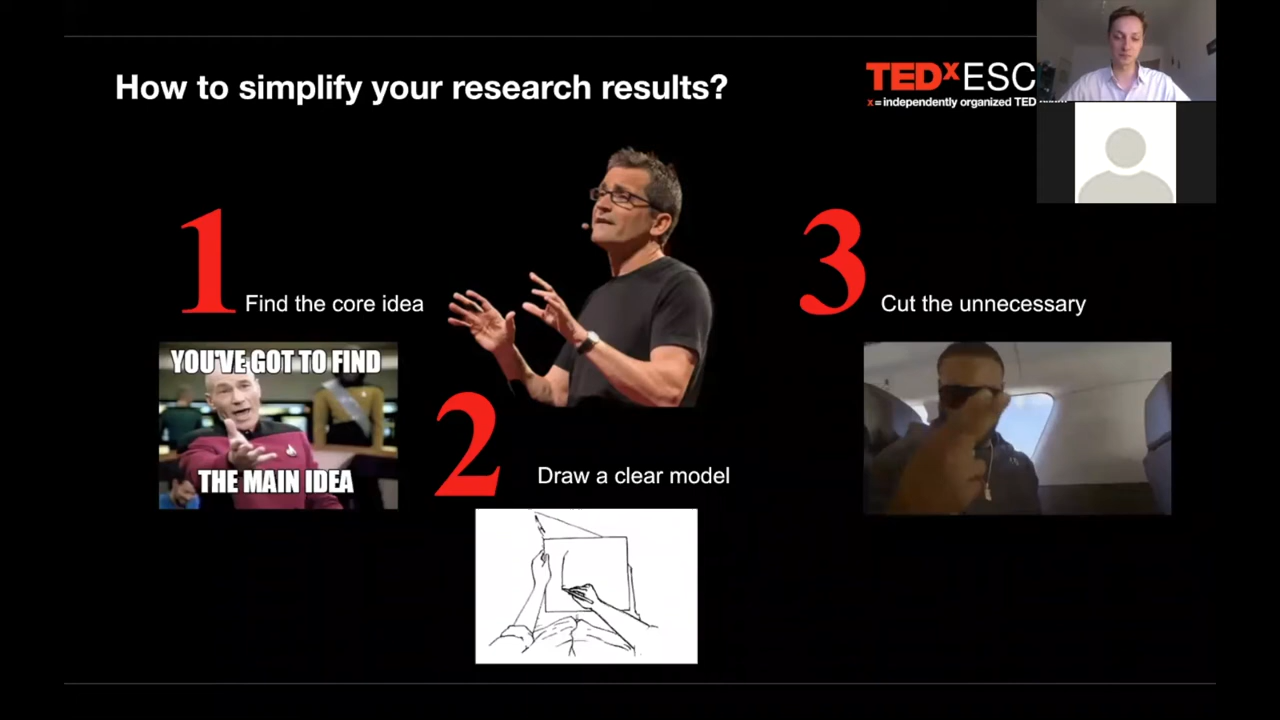 How to simplify your research results?
TEDxESC
x = independently organized TED
1
Find the core idea
YOU'VE GOT TO FIND
THE MAIN IDEA
2
Draw a clear model
3
Cut the unnecessary